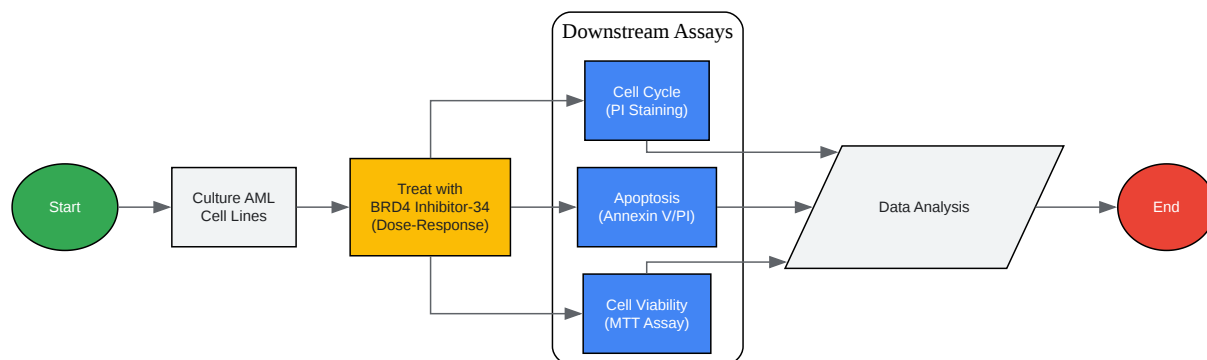 Start
Culture AML
Cell Lines
Treat with
BRD4 Inhibitor-34
(Dose-Response)
Downstream Assays
Cell Cycle
(PI Staining)
Apoptosis
(Annexin V/PI)
Cell Viability
(MTT Assay)
Data Analysis
End